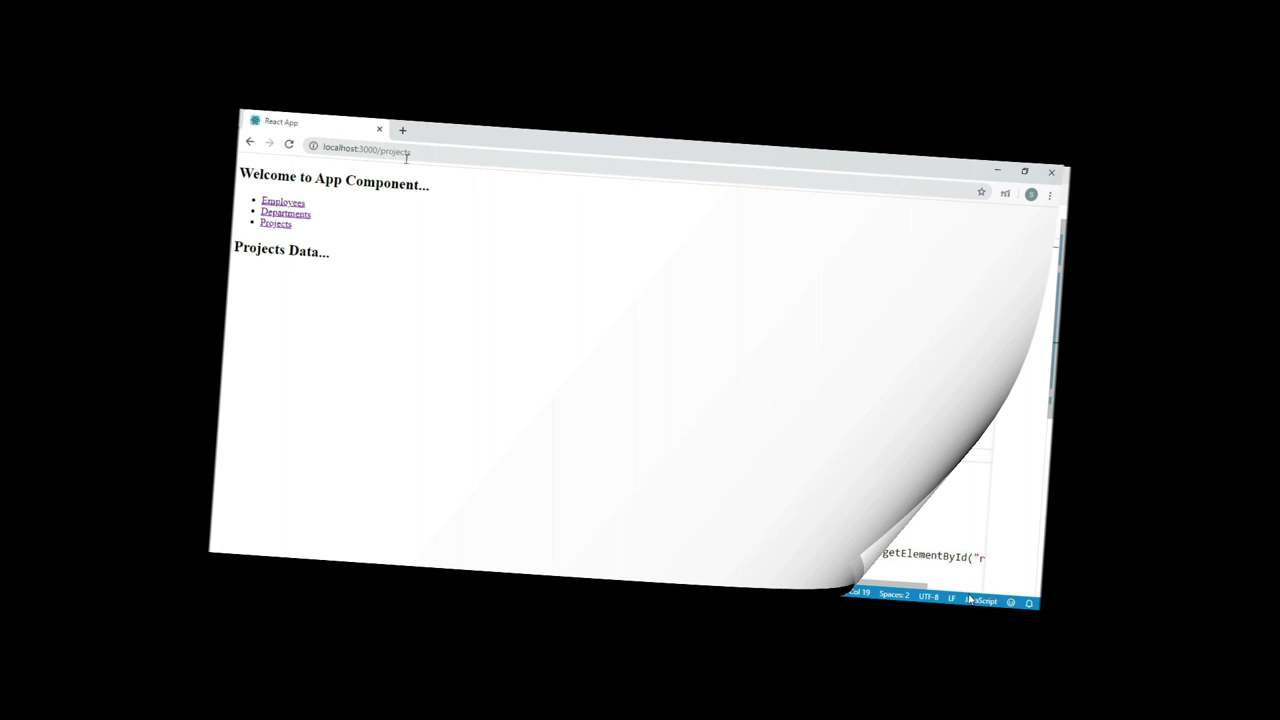 React App
localhost:3000/projects
Welcome to App Component...
Employees
Departments
Projects
Projects Data...
getElementById("r
Col 19 Spaces: 2 UTF-8 LF